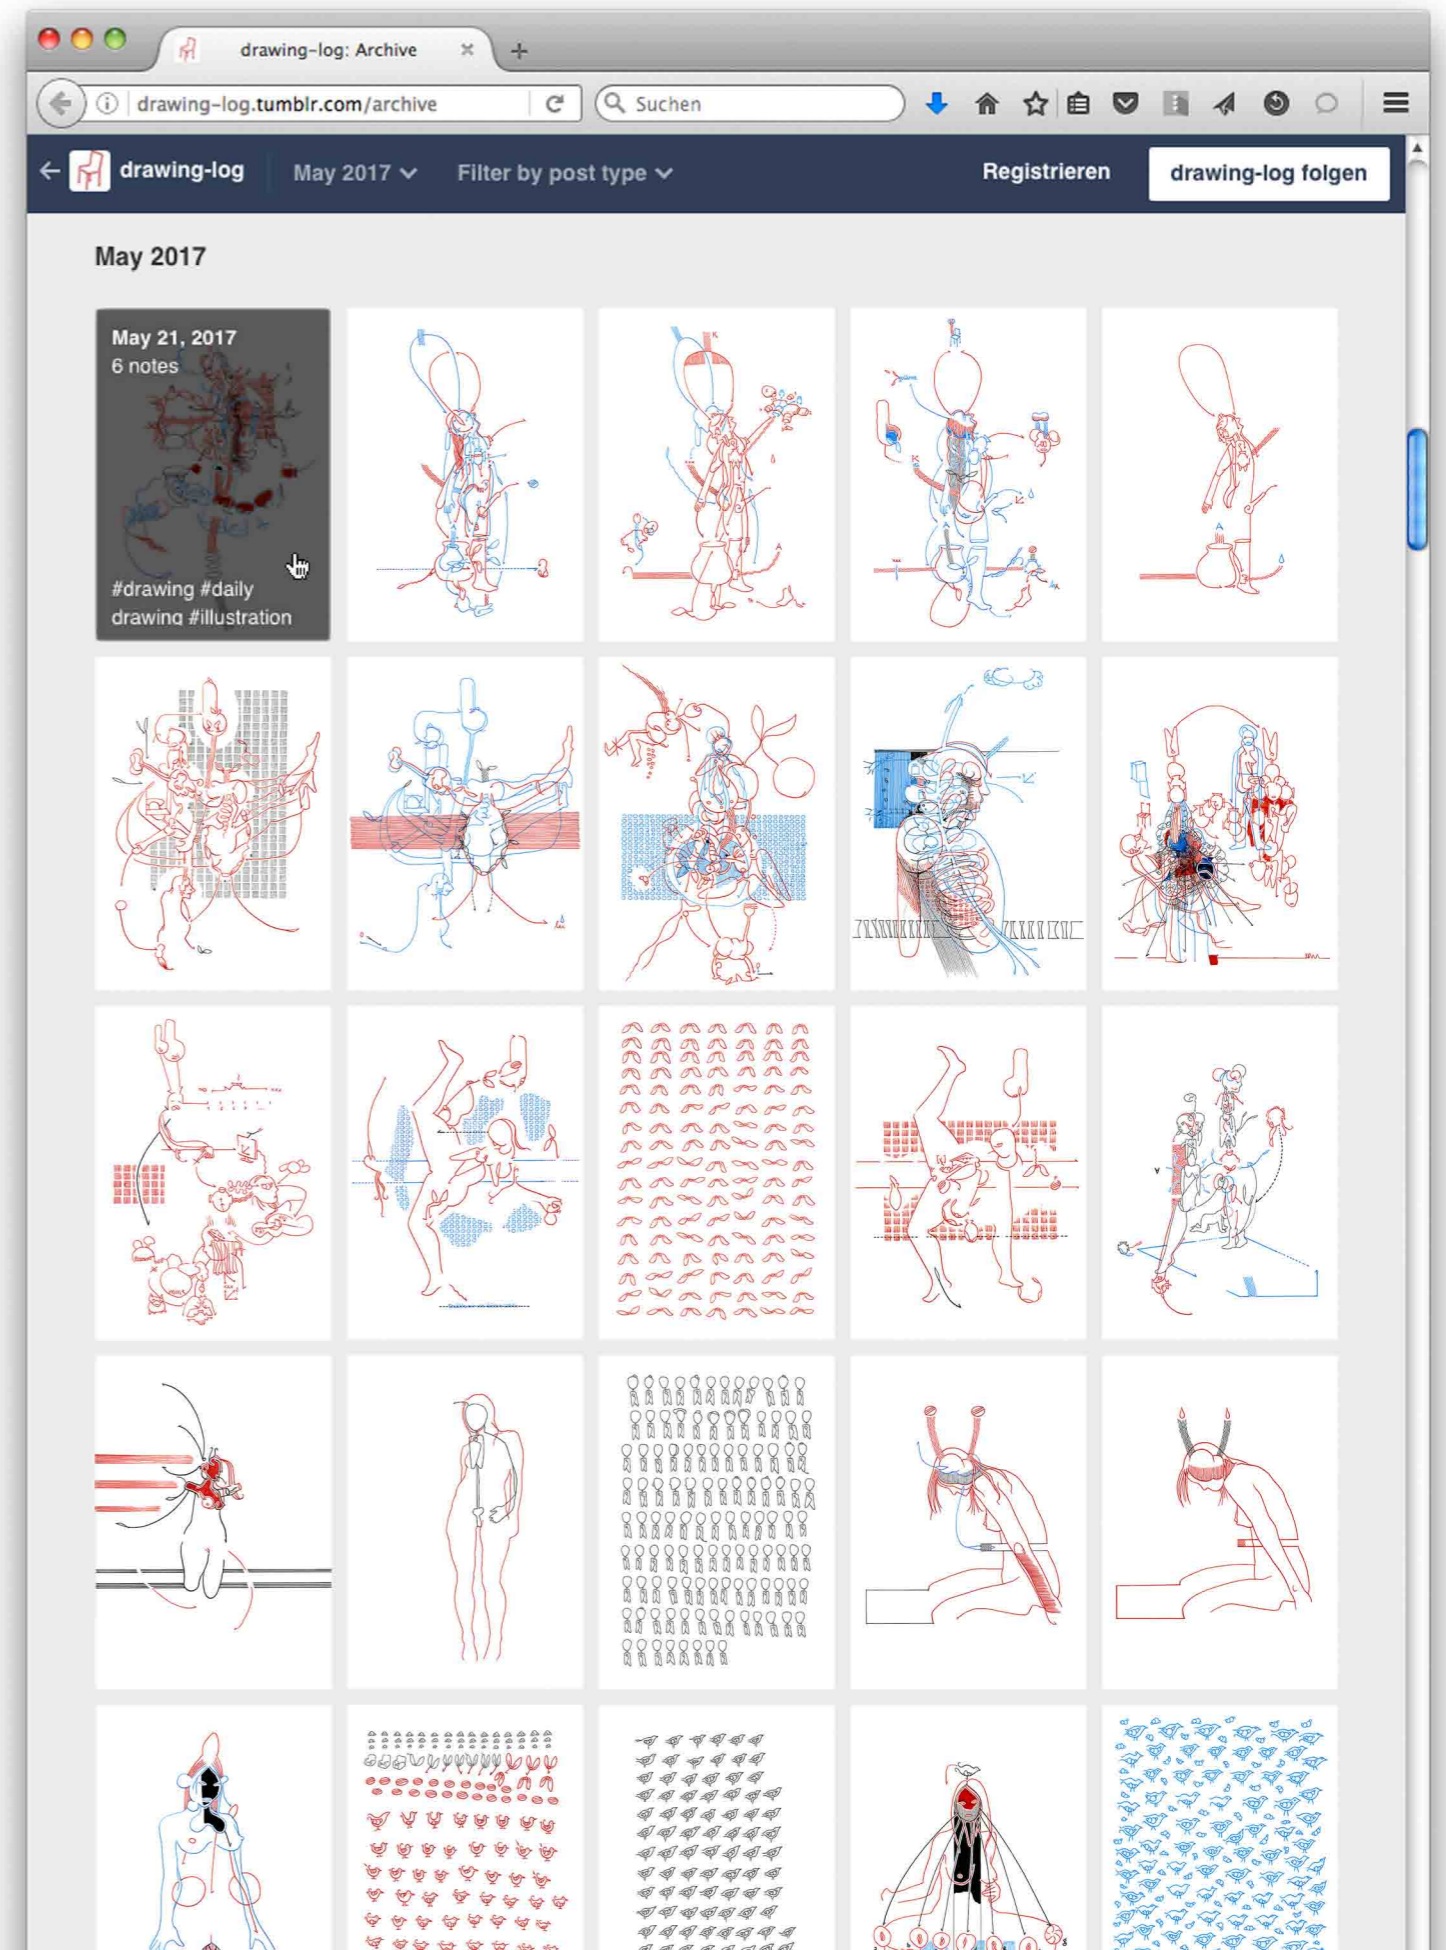 drawing-log: Archive
drawing-log.tumblr.com/archive
Suchen
drawing-log
May 2017
Filter by post type
Registrieren
drawing-log folgen
May 2017
May 21, 2017
6 notes
#drawing #daily
drawing #illustration
K
A
A
K
A
A